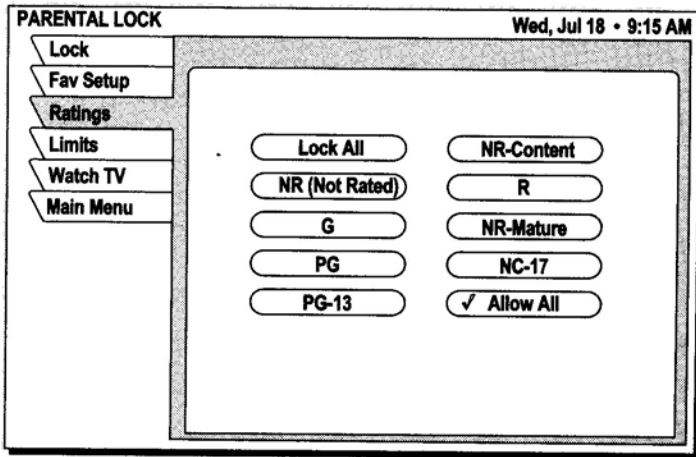 PARENTAL LOCK
Wed, Jul 18 • 9:15 AM
Lock
Fav Setup
Ratings
Limits
Watch TV
Main Menu
Lock All
NR (Not Rated)
G
PG
PG-13
NR-Content
R
NR-Mature
NC-17
✓ Allow All